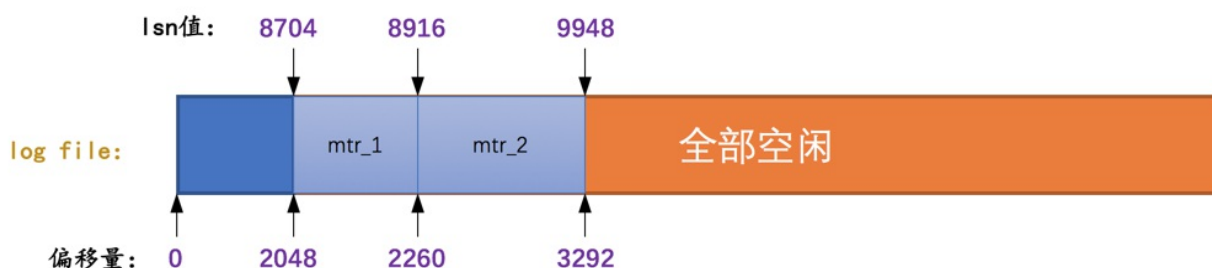 lsn值： 8704 8916 9948
log file： mtr_1 mtr_2 全部空闲
偏移量： 0 2048 2260 3292